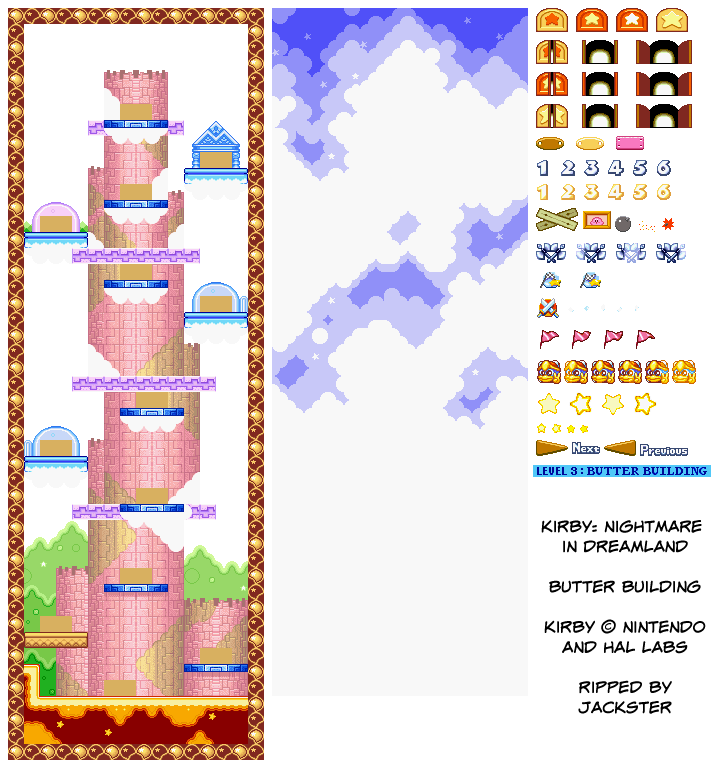 1 2 3 4 5 6
1 2 3 4 5 6
Next Previous
LEVEL 3 : BUTTER BUILDING
KIRBY: NIGHTMARE
IN DREAMLAND
BUTTER BUILDING
KIRBY © NINTENDO
AND HAL LABS
RIPPED BY
JACKSTER